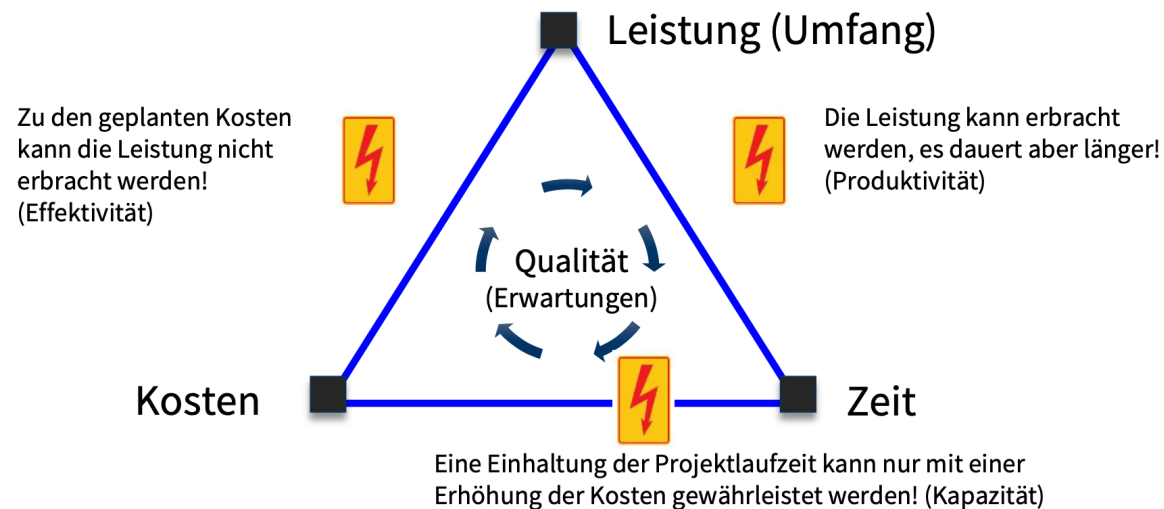 Leistung (Umfang)
Zu den geplanten Kosten
kann die Leistung nicht
erbracht werden!
(Effektivität)
Die Leistung kann erbracht
werden, es dauert aber länger!
(Produktivität)
Qualität
(Erwartungen)
Kosten
Zeit
Eine Einhaltung der Projektlaufzeit kann nur mit einer
Erhöhung der Kosten gewährleistet werden! (Kapazität)